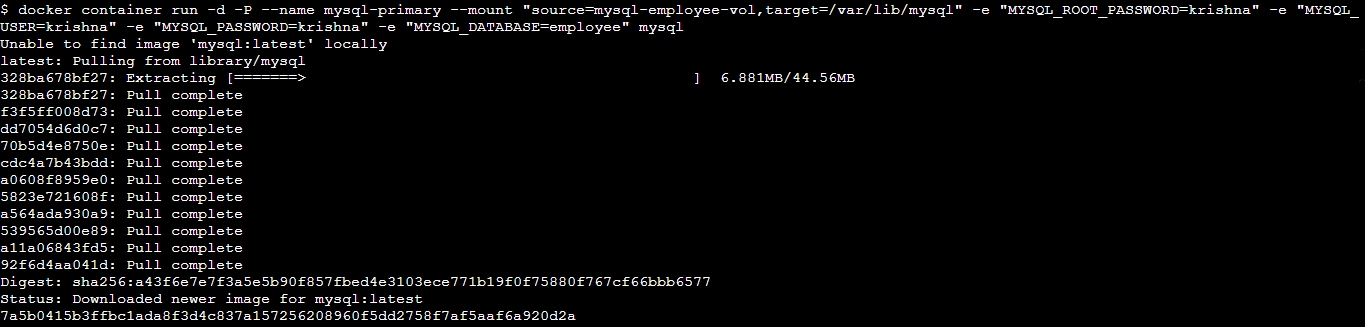 $ docker container run -d -P --name mysql-primary --mount "source=mysql-employee-vol,target=/var/lib/mysql" -e "MYSQL_ROOT_PASSWORD=krishna" -e "MYSQL_
USER=krishna" -e "MYSQL_PASSWORD=krishna" -e "MYSQL_DATABASE=employee" mysql
Unable to find image 'mysql:latest' locally
latest: Pulling from library/mysql
328ba678bf27: Extracting [=======>                                           ]  6.881MB/44.56MB
328ba678bf27: Pull complete
f3f5ff008d73: Pull complete
dd7054d6d0c7: Pull complete
70b5d4e8750e: Pull complete
cdc4a7b43bdd: Pull complete
a0608f8959e0: Pull complete
5823e721608f: Pull complete
a564ada930a9: Pull complete
539565d00e89: Pull complete
a11a06843fd5: Pull complete
92f6d4aa041d: Pull complete
Digest: sha256:a43f6e7e7f3a5e5b90f857fbed4e3103ece771b19f0f75880f767cf66bbb6577
Status: Downloaded newer image for mysql:latest
7a5b0415b3ffbc1ada8f3d4c837a157256208960f5dd2758f7af5aaf6a920d2a